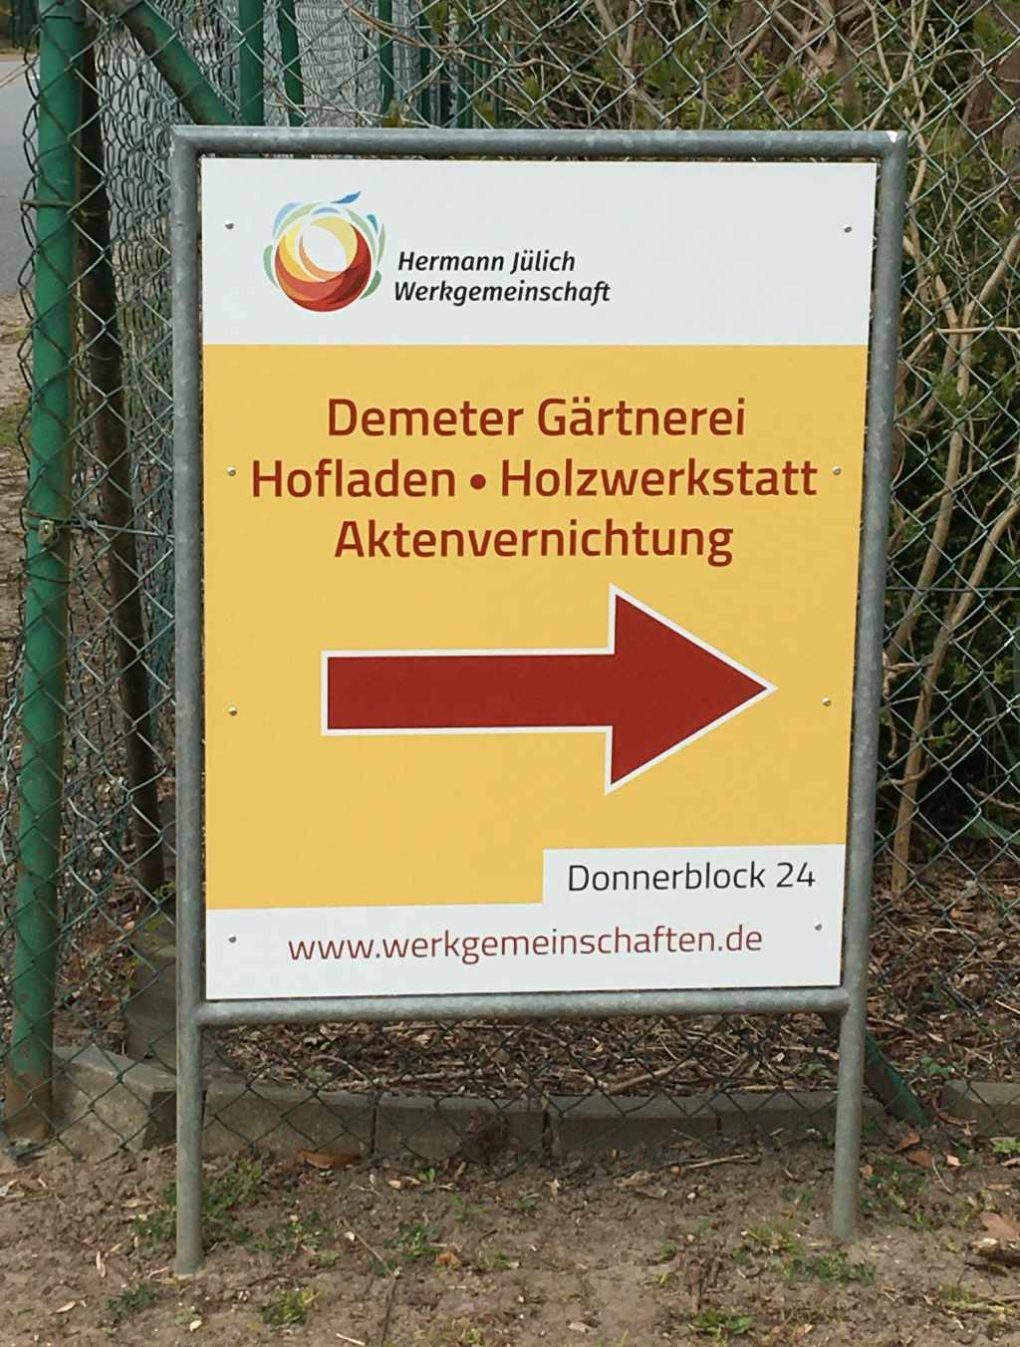 Hermann Jülich
Werkgemeinschaft
Demeter Gärtnerei
Hofladen • Holzwerkstatt
Aktenvernichtung
Donnerblock 24
www.werkgemeinschaften.de